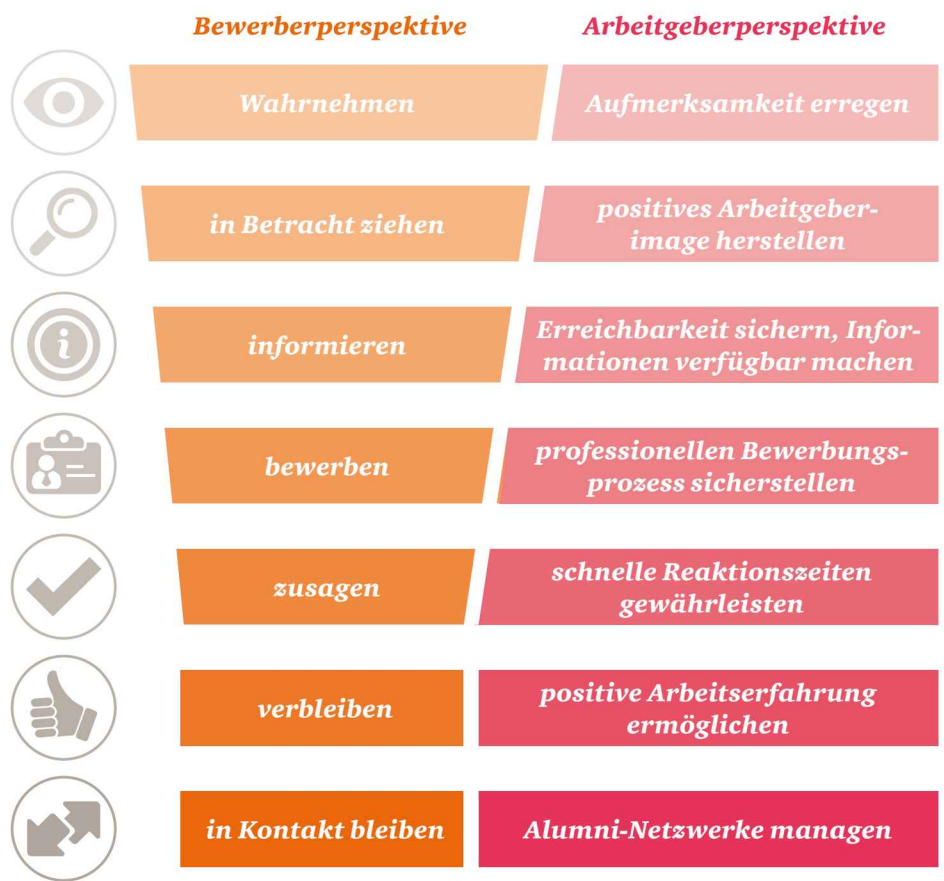 Bewerberperspektive
Arbeitgeberperspektive
Wahrnehmen
Aufmerksamkeit erregen
in Betracht ziehen
positives Arbeitgeber-
image herstellen
informieren
Erreichbarkeit sichern, Infor-
mationen verfügbar machen
bewerben
professionellen Bewerbungs-
prozess sicherstellen
zusagen
schnelle Reaktionszeiten
gewährleisten
verbleiben
positive Arbeitserfahrung
ermöglichen
in Kontakt bleiben
Alumni-Netzwerke managen